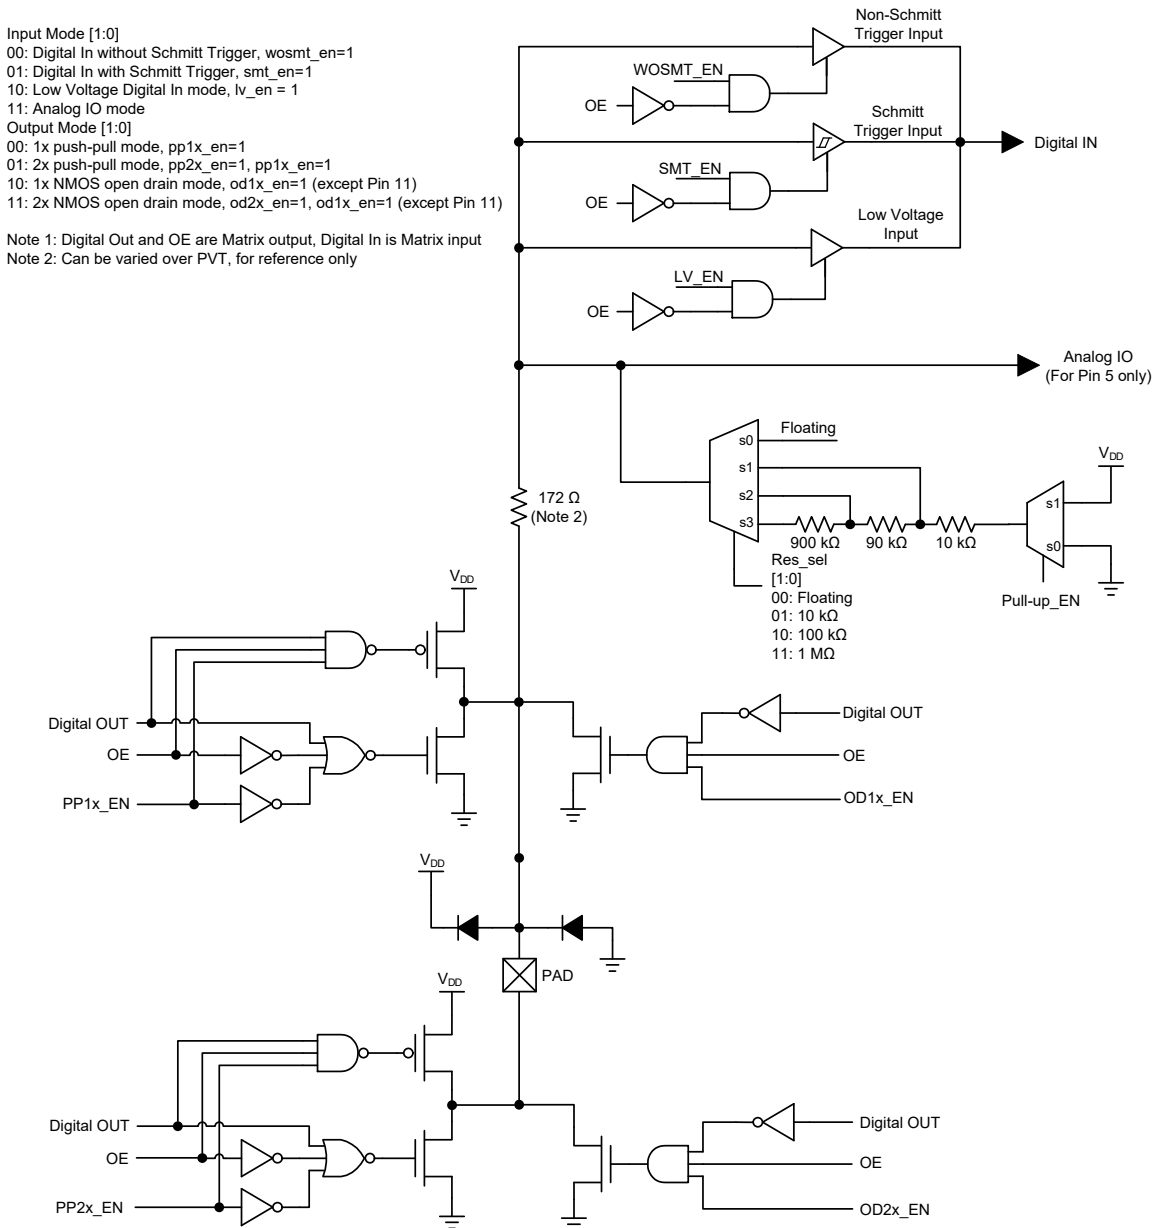 Input Mode [1:0]
00: Digital In without Schmitt Trigger, wosmt_en=1
01: Digital In with Schmitt Trigger, smt_en=1
10: Low Voltage Digital In mode, lv_en = 1
11: Analog IO mode
Output Mode [1:0]
00: 1x push-pull mode, pp1x_en=1
01: 2x push-pull mode, pp2x_en=1, pp1x_en=1
10: 1x NMOS open drain mode, od1x_en=1 (except Pin 11)
11: 2x NMOS open drain mode, od2x_en=1, od1x_en=1 (except Pin 11)
Note 1: Digital Out and OE are Matrix output, Digital In is Matrix input
Note 2: Can be varied over PVT, for reference only
Non-Schmitt
Trigger Input
WOSMT_EN
OE
Schmitt
Trigger Input
Digital IN
SMT_EN
OE
Low Voltage
Input
LV_EN
OE
Analog IO
(For Pin 5 only)
Floating
s0
s1
s2
s3
900 kΩ
90 kΩ
10 kΩ
VDD
s1
s0
Pull-up_EN
Res_sel
[1:0]
00: Floating
01: 10 kΩ
10: 100 kΩ
11: 1 MΩ
172 Ω
(Note 2)
VDD
Digital OUT
OE
PP1x_EN
Digital OUT
OE
OD1x_EN
VDD
PAD
VDD
Digital OUT
OE
PP2x_EN
Digital OUT
OE
OD2x_EN